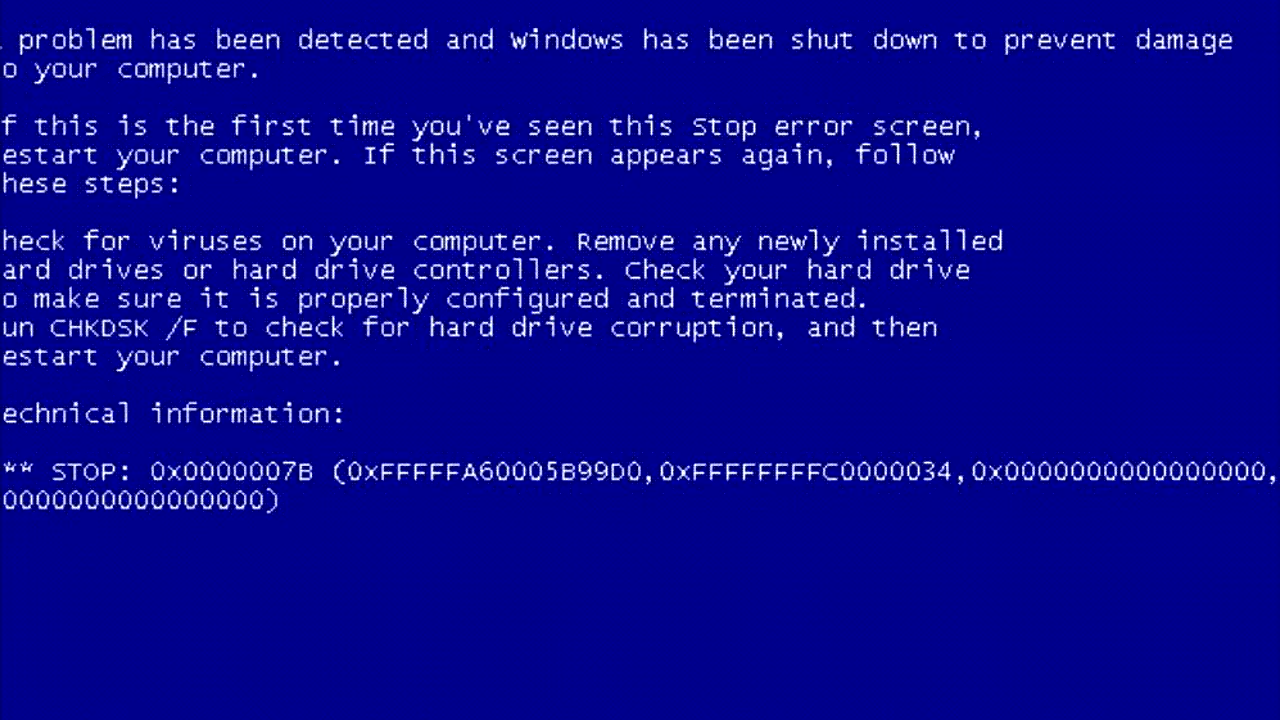 problem has been detected and Windows has been shut down to prevent damage
o your computer.
f this is the first time you've seen this Stop error screen,
estart your computer. If this screen appears again, follow
hese steps:
heck for viruses on your computer. Remove any newly installed
ard drives or hard drive controllers. Check your hard drive
o make sure it is properly configured and terminated.
un CHKDSK /F to check for hard drive corruption, and then
estart your computer.
echnical information:
** STOP: 0x0000007B (0xFFFFFA60005B99D0,0xFFFFFFFFC0000034,0x0000000000000000,
0000000000000000)